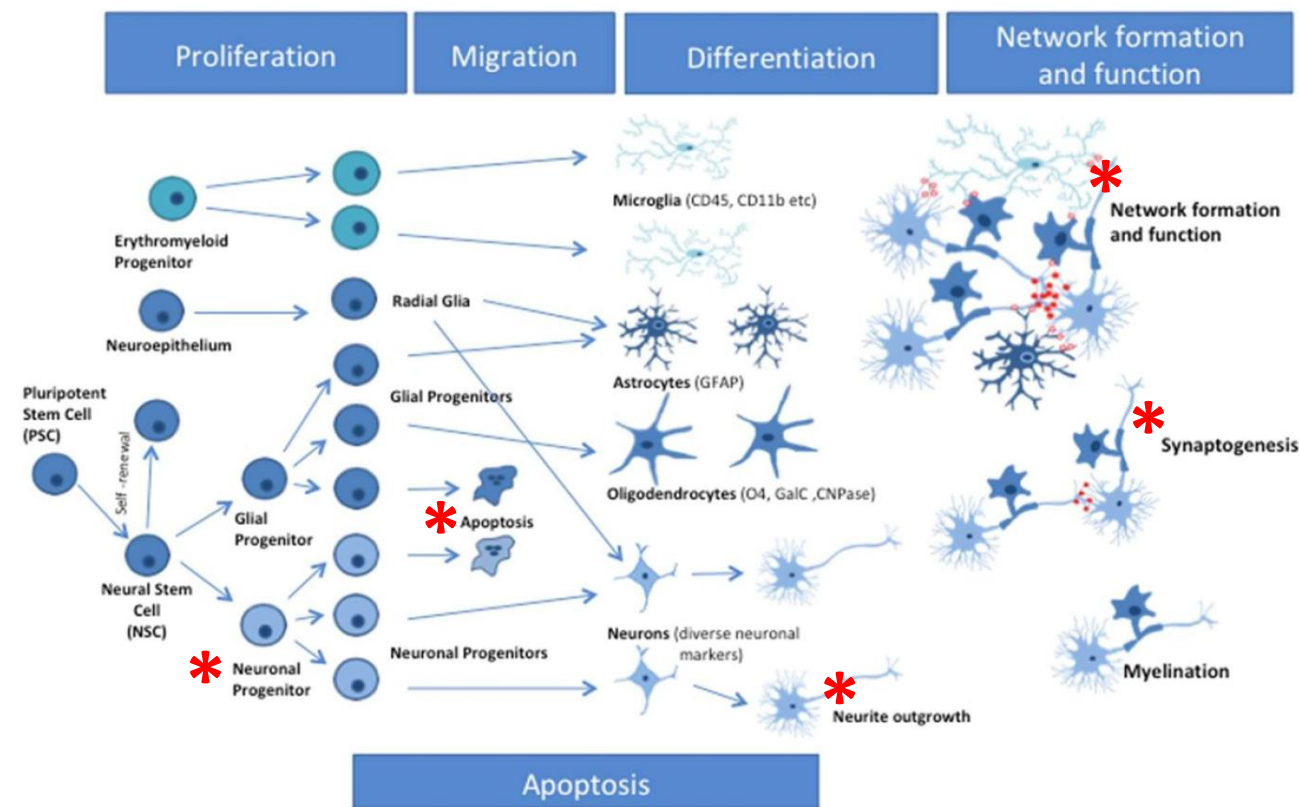 Proliferation
Migration
Differentiation
Network formation
and function
Microglia (CD45, CD11b etc)
Erythromyeloid
Progenitor
Network formation
and function
Radial Glia
Neuroepithelium
Astrocytes (GFAP)
Pluripotent
Stem Cell
(PSC)
Glial Progenitors
Self -renewal
Synaptogenesis
Oligodendrocytes (O4, GalC ,CNPase)
Glial
Progenitor
* Apoptosis
Neural Stem
Cell
(NSC)
Neurons (diverse neuronal
markers)
Neuronal Progenitors
* Neuronal
Progenitor
Myelination
* Neurite outgrowth
Apoptosis